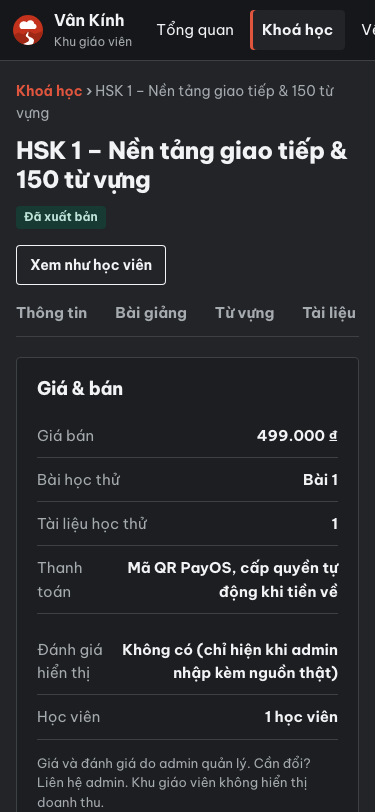 Vân Kính
Khu giáo viên
Tổng quan
Khoá học
Khoá học › HSK 1 – Nền tảng giao tiếp & 150 từ
vựng
HSK 1 – Nền tảng giao tiếp &
150 từ vựng
Đã xuất bản
Xem như học viên
Thông tin
Bài giảng
Từ vựng
Tài liệu
Giá & bán
Giá bán
499.000 ₫
Bài học thử
Bài 1
Tài liệu học thử
1
Thanh
toán
Mã QR PayOS, cấp quyền tự
động khi tiền về
Đánh giá
hiển thị
Không có (chỉ hiện khi admin
nhập kèm nguồn thật)
Học viên
1 học viên
Giá và đánh giá do admin quản lý. Cần đổi?
Liên hệ admin. Khu giáo viên không hiển thị
doanh thu.